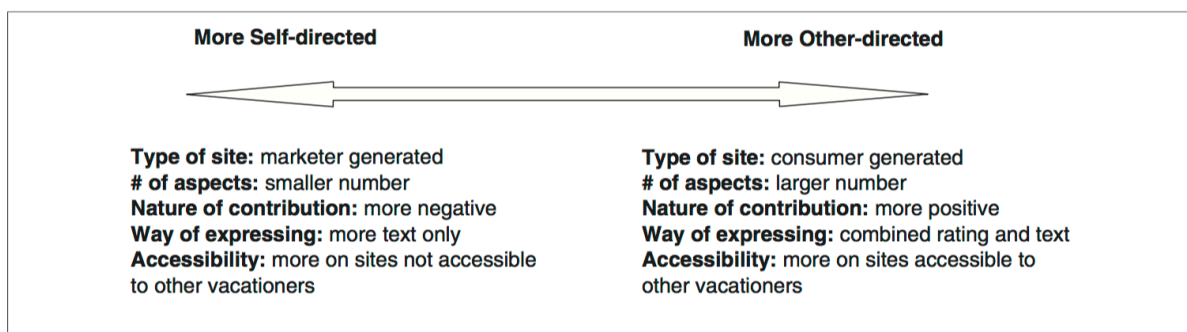 More Self-directed
More Other-directed
Type of site: marketer generated
# of aspects: smaller number
Nature of contribution: more negative
Way of expressing: more text only
Accessibility: more on sites not accessible
to other vacationers
Type of site: consumer generated
# of aspects: larger number
Nature of contribution: more positive
Way of expressing: combined rating and text
Accessibility: more on sites accessible to
other vacationers